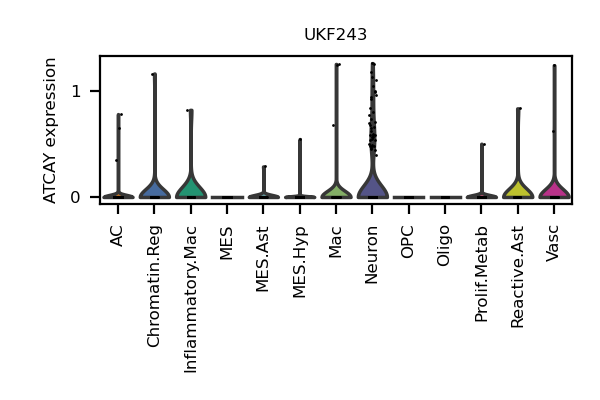 UKF243
ATCAY expression
1
0
AC
Chromatin.Reg
Inflammatory.Mac
MES
MES.Ast
MES.Hyp
Mac
Neuron
OPC
Oligo
Prolif.Metab
Reactive.Ast
Vasc